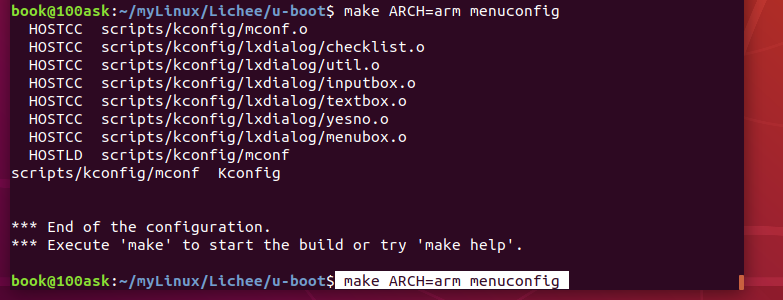 book@100ask:~/myLinux/Lichee/u-boot$ make ARCH=arm menuconfig
  HOSTCC  scripts/kconfig/mconf.o
  HOSTCC  scripts/kconfig/lxdialog/checklist.o
  HOSTCC  scripts/kconfig/lxdialog/util.o
  HOSTCC  scripts/kconfig/lxdialog/inputbox.o
  HOSTCC  scripts/kconfig/lxdialog/textbox.o
  HOSTCC  scripts/kconfig/lxdialog/yesno.o
  HOSTCC  scripts/kconfig/lxdialog/menubox.o
  HOSTLD  scripts/kconfig/mconf
scripts/kconfig/mconf  Kconfig
*** End of the configuration.
*** Execute 'make' to start the build or try 'make help'.
book@100ask:~/myLinux/Lichee/u-boot$ make ARCH=arm menuconfig